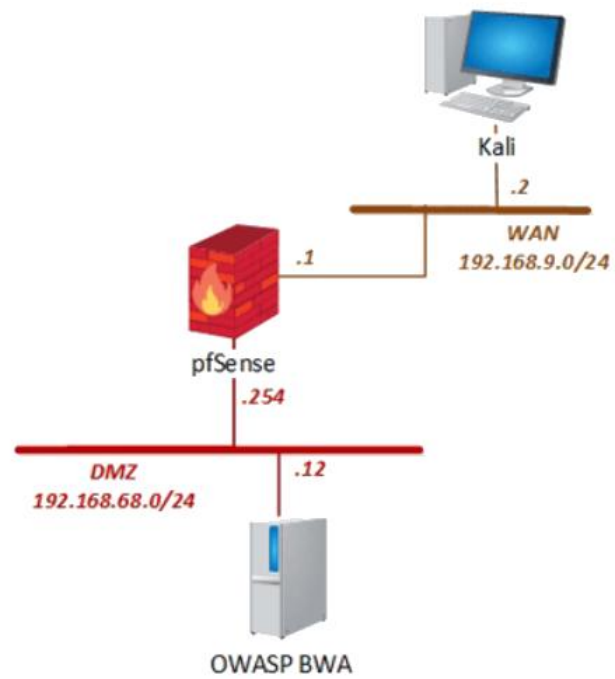 Kali
.2
WAN
192.168.9.0/24
.1
pfSense
.254
DMZ
192.168.68.0/24
.12
OWASP BWA